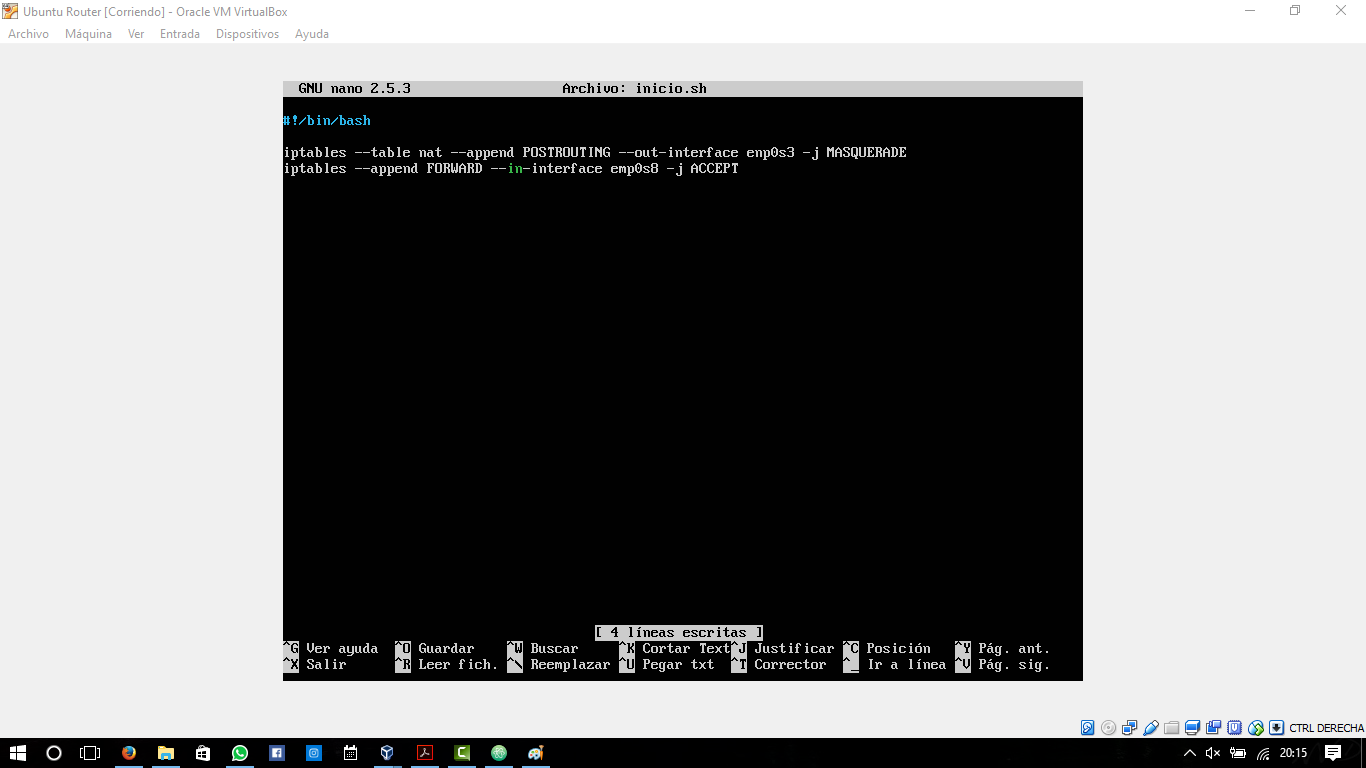 Ubuntu Router [Corriendo] - Oracle VM VirtualBox
Archivo Máquina Ver Entrada Dispositivos Ayuda
GNU nano 2.5.3 Archivo: inicio.sh
#!/bin/bash
iptables --table nat --append POSTROUTING --out-interface enp0s3 -j MASQUERADE
iptables --append FORWARD --in-interface emp0s8 -j ACCEPT
[ 4 líneas escritas ]
^G Ver ayuda ^O Guardar ^W Buscar ^K Cortar Text ^J Justificar ^C Posición ^Y Pág. ant.
^X Salir ^R Leer fich. ^\ Reemplazar ^U Pegar txt ^T Corrector ^_ Ir a línea ^V Pág. sig.
CTRL DERECHA
20:15